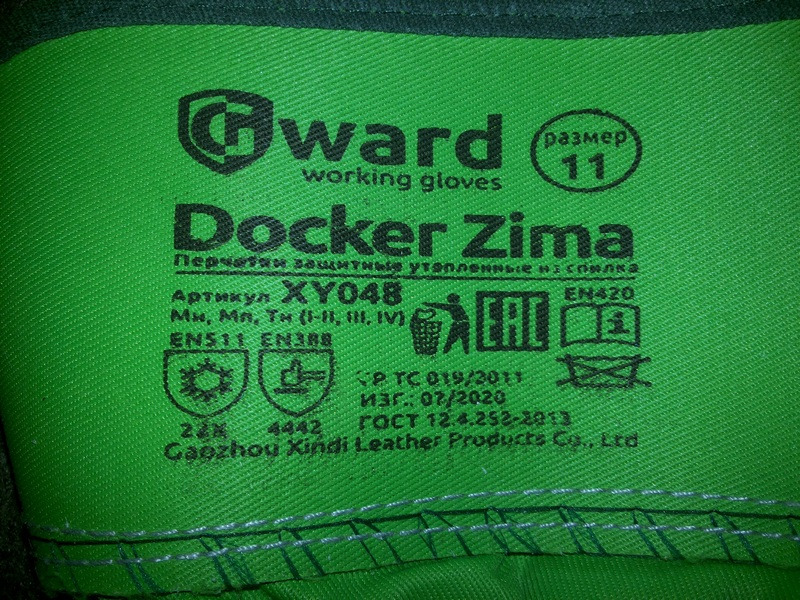 Gward
working gloves
размер
11
Docker Zima
Перчатки защитные утепленные из спилка
Артикул XY048
Ми, Мп, Тн (I-II, III, IV)
EAC
EN420
i
EN511 EN388
22X 4442
ТР ТС 019/2011
ИЗГ.: 07/2020
ГОСТ 12.4.252-2013
Gaozhou Xindi Leather Products Co., Ltd